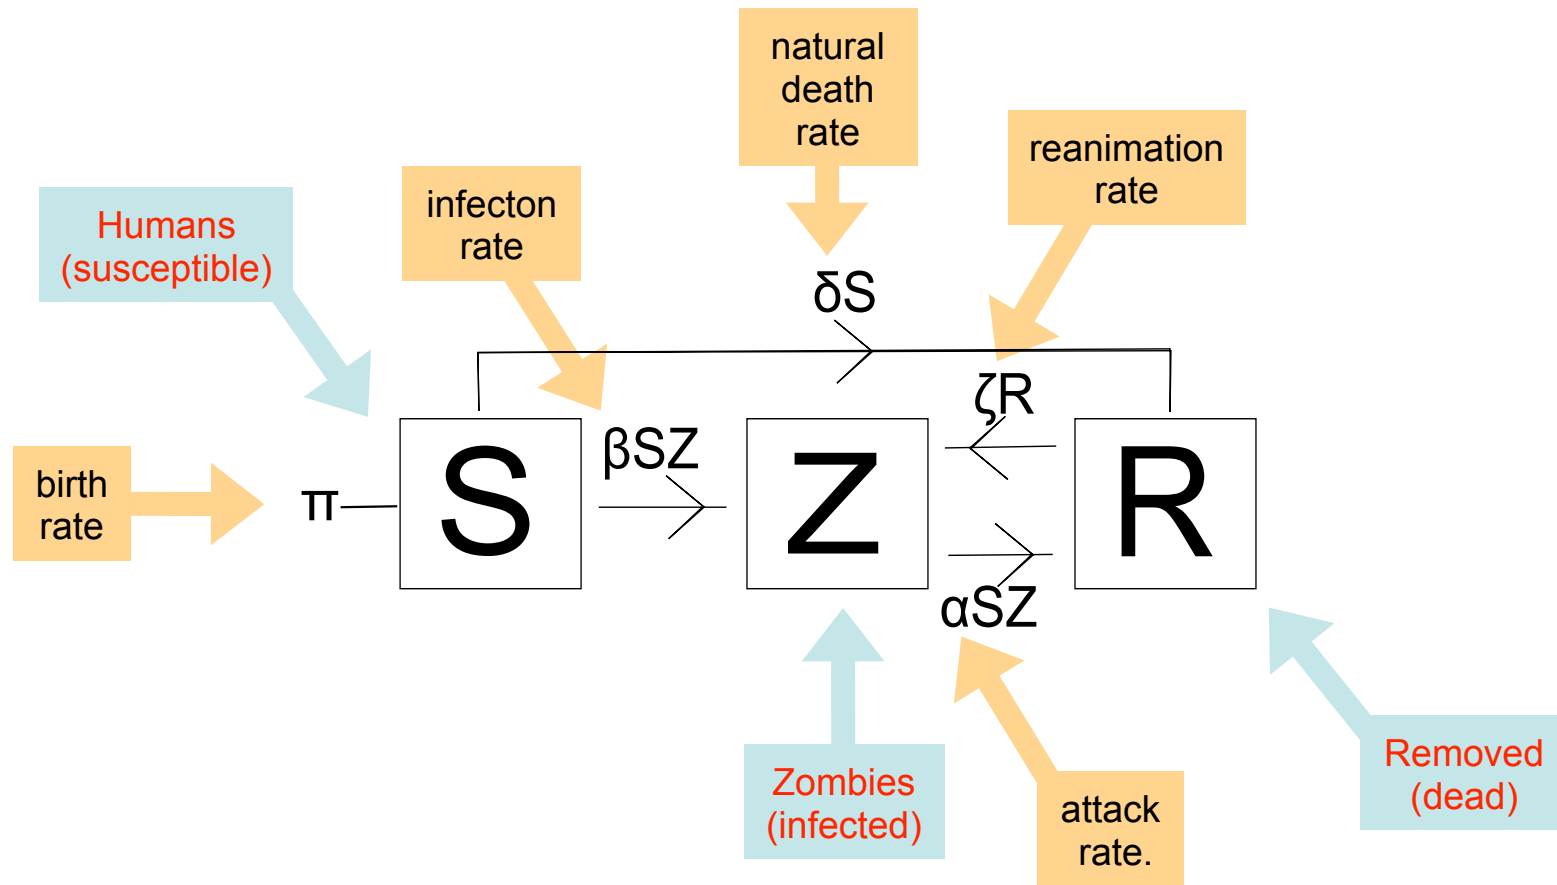 natural
death
rate
reanimation
rate
infecton
rate
Humans
(susceptible)
δS
ζR
βSZ
birth
rate
π
S
Z
R
αSZ
Zombies
(infected)
attack
rate.
Removed
(dead)